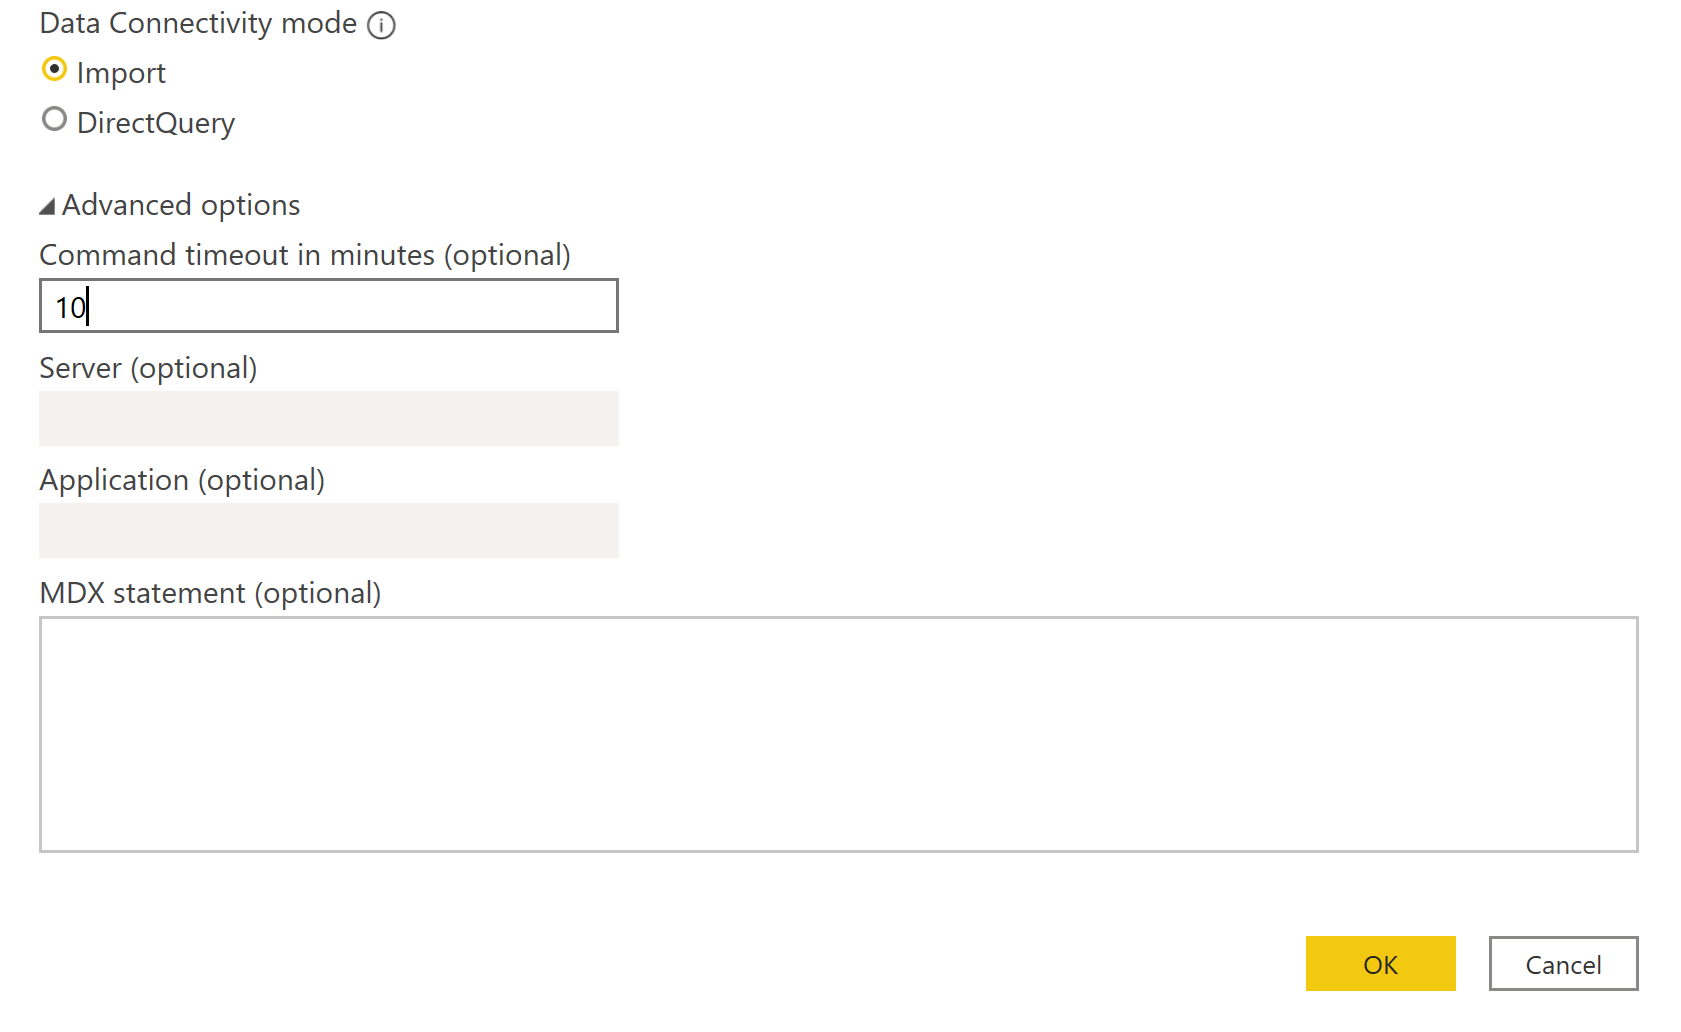 Data Connectivity mode
Import
DirectQuery
Advanced options
Command timeout in minutes (optional)
10
Server (optional)
Application (optional)
MDX statement (optional)
OK
Cancel